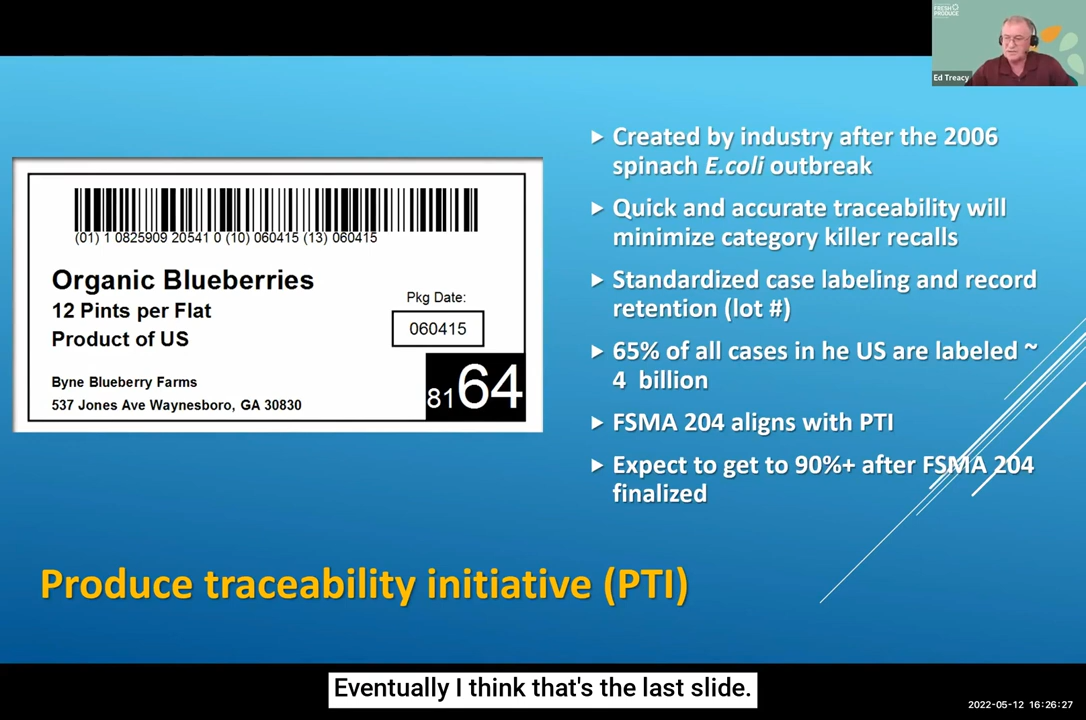 FRESH
PRODUCE
Ed Treacy
Created by industry after the 2006
spinach E.coli outbreak
Quick and accurate traceability will
minimize category killer recalls
Standardized case labeling and record
retention (lot #)
65% of all cases in he US are labeled ~
4 billion
FSMA 204 aligns with PTI
Expect to get to 90%+ after FSMA 204
finalized
(01) 1 0825909 20541 0 (10) 060415 (13) 060415
Organic Blueberries
12 Pints per Flat
Product of US
Pkg Date:
060415
Byne Blueberry Farms
537 Jones Ave Waynesboro, GA 30830
8164
Produce traceability initiative (PTI)
Eventually I think that's the last slide.
2022-05-12 16:26:27